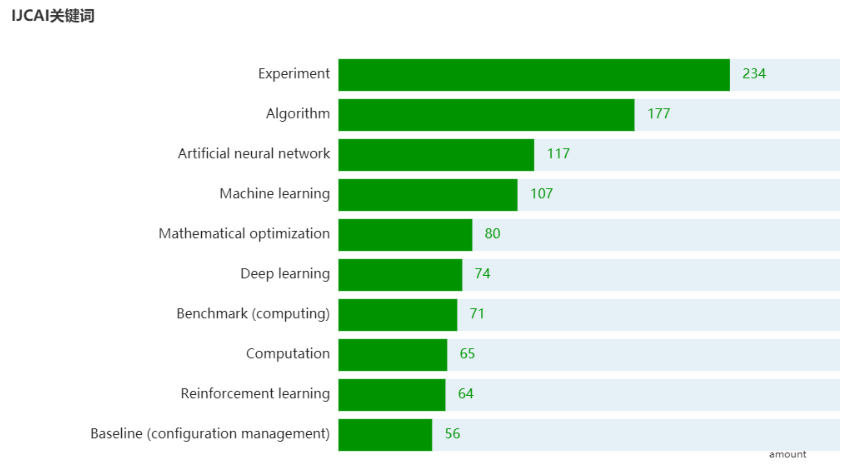 IJCAI关键词
Experiment 234
Algorithm 177
Artificial neural network 117
Machine learning 107
Mathematical optimization 80
Deep learning 74
Benchmark (computing) 71
Computation 65
Reinforcement learning 64
Baseline (configuration management) 56
amount